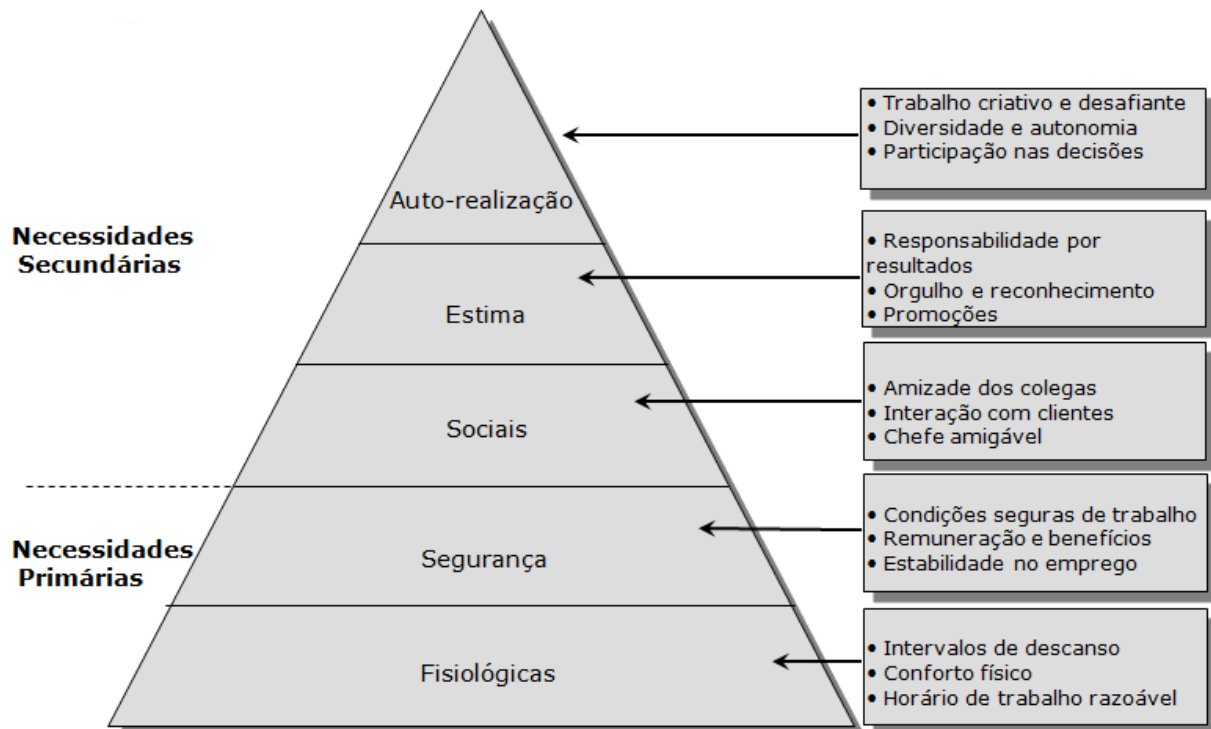 • Trabalho criativo e desafiante
• Diversidade e autonomia
• Participação nas decisões
Auto-realização
Necessidades
Secundárias
• Responsabilidade por
resultados
• Orgulho e reconhecimento
• Promoções
Estima
• Amizade dos colegas
• Interação com clientes
• Chefe amigável
Sociais
• Condições seguras de trabalho
• Remuneração e benefícios
• Estabilidade no emprego
Necessidades
Primárias
Segurança
• Intervalos de descanso
• Conforto físico
• Horário de trabalho razoável
Fisiológicas